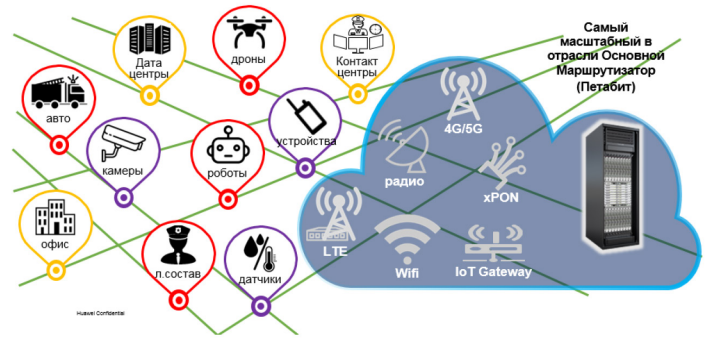 Самый
масштабный в
отрасли Основной
Маршрутизатор
(Петабит)
Дата
центры
дроны
Контакт
центры
авто
4G/5G
устройства
камеры
роботы
радио
xPON
офис
л.состав
датчики
LTE
Wifi
IoT Gateway
Huawei Confidential